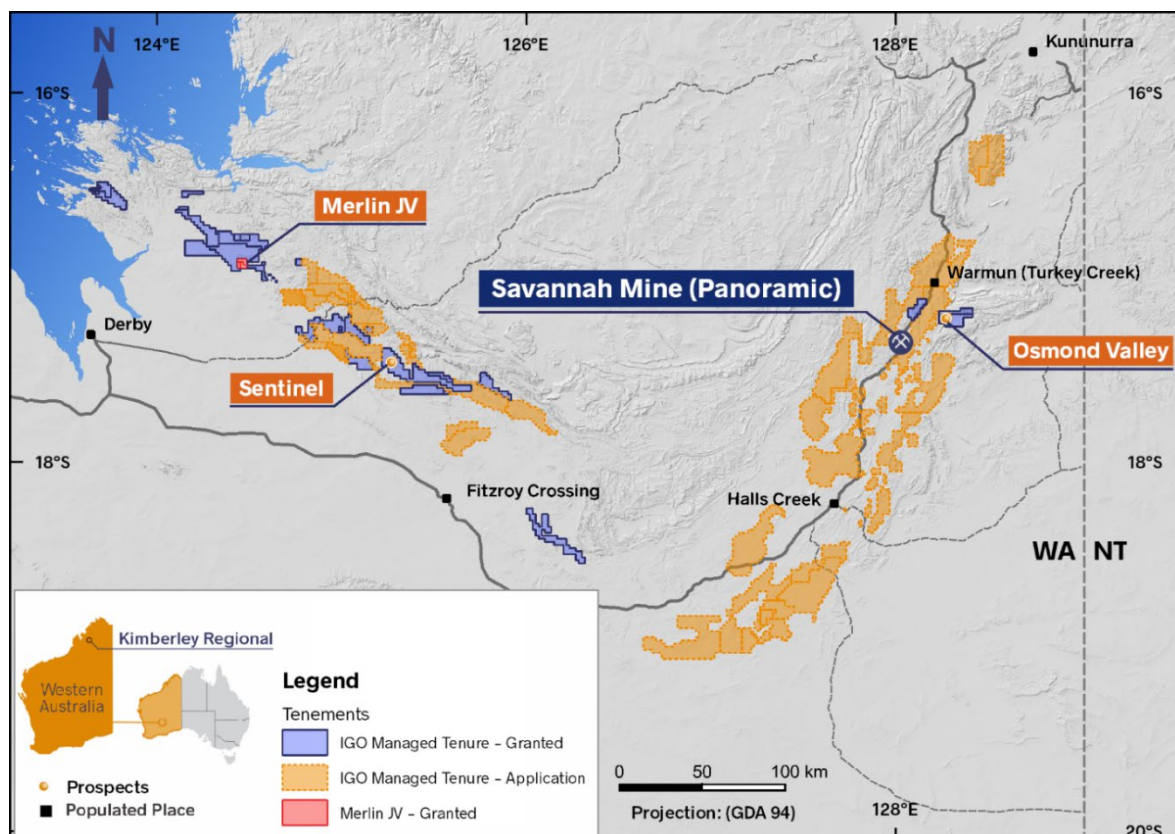 N
124°E
126°E
128°E
Kununurra
16°S
16°S
Merlin JV
Savannah Mine (Panoramic)
Warmun (Turkey Creek)
Derby
Osmond Valley
Sentinel
18°S
18°S
Fitzroy Crossing
Halls Creek
WA NT
Kimberley Regional
Western
Australia
Prospects
Populated Place
Legend
Tenements
IGO Managed Tenure – Granted
IGO Managed Tenure – Application
Merlin JV – Granted
0 50 100 km
Projection: (GDA 94)
128°E
20°S